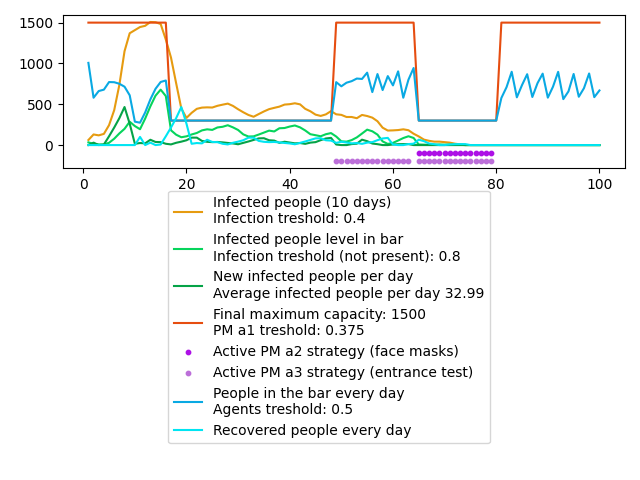 1500
1000
500
0
0 20 40 60 80 100
Infected people (10 days)
Infection treshold: 0.4
Infected people level in bar
Infection treshold (not present): 0.8
New infected people per day
Average infected people per day 32.99
Final maximum capacity: 1500
PM a1 treshold: 0.375
Active PM a2 strategy (face masks)
Active PM a3 strategy (entrance test)
People in the bar every day
Agents treshold: 0.5
Recovered people every day